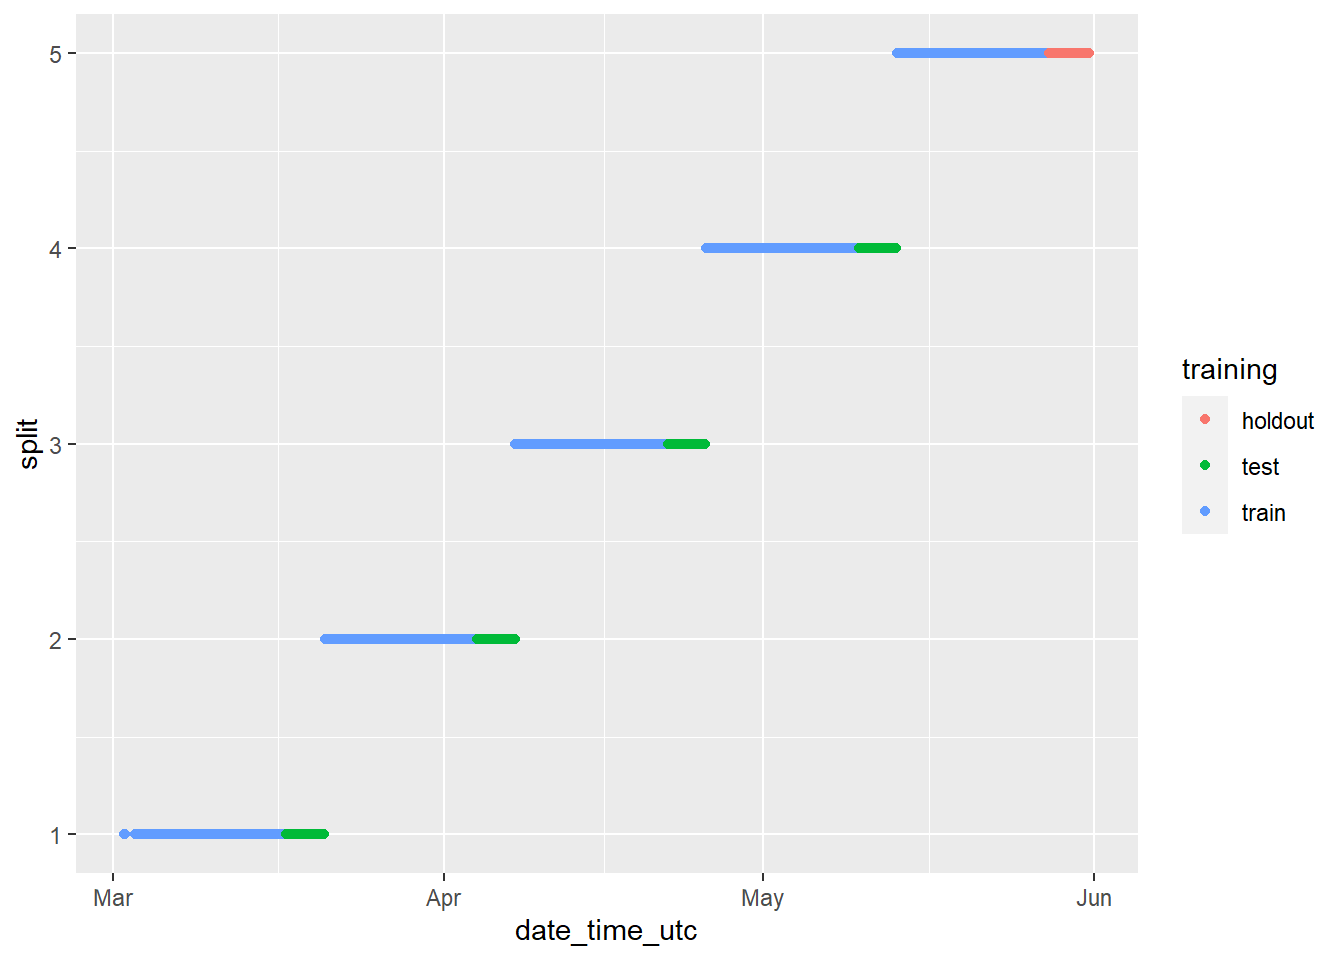 5
4
3
2
1
split
Mar Apr May Jun
date_time_utc
training
holdout
test
train